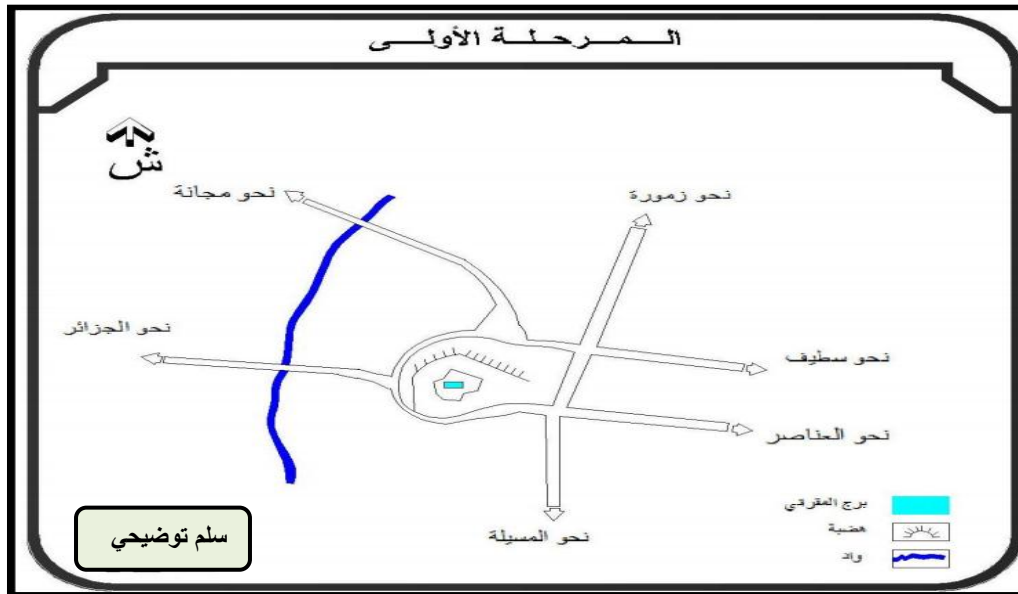 المرحلة الأولى
ش
نحو مجانة
نحو زمورة
نحو الجزائر
نحو سطيف
نحو العناصر
نحو المسيلة
برج المقراني
هضبة
واد
سلم توضيحي